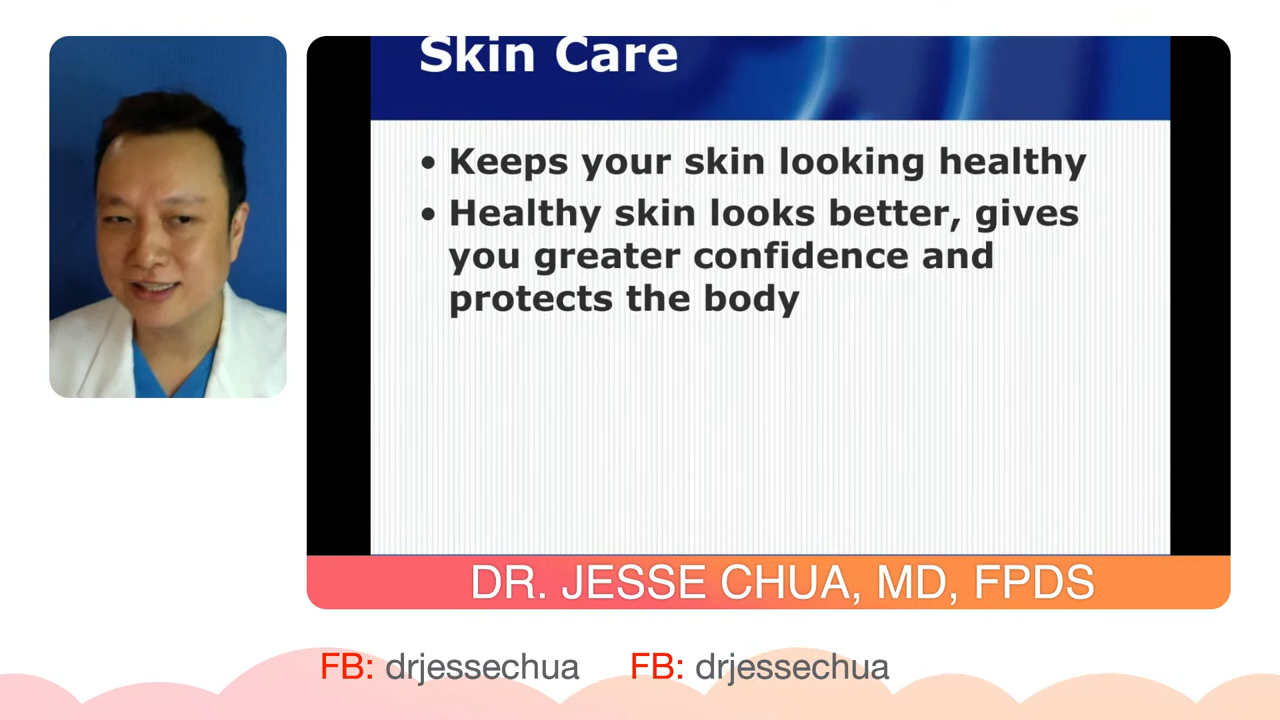 Skin Care
• Keeps your skin looking healthy
• Healthy skin looks better, gives
you greater confidence and
protects the body
DR. JESSE CHUA, MD, FPDS
FB: drjessechua FB: drjessechua